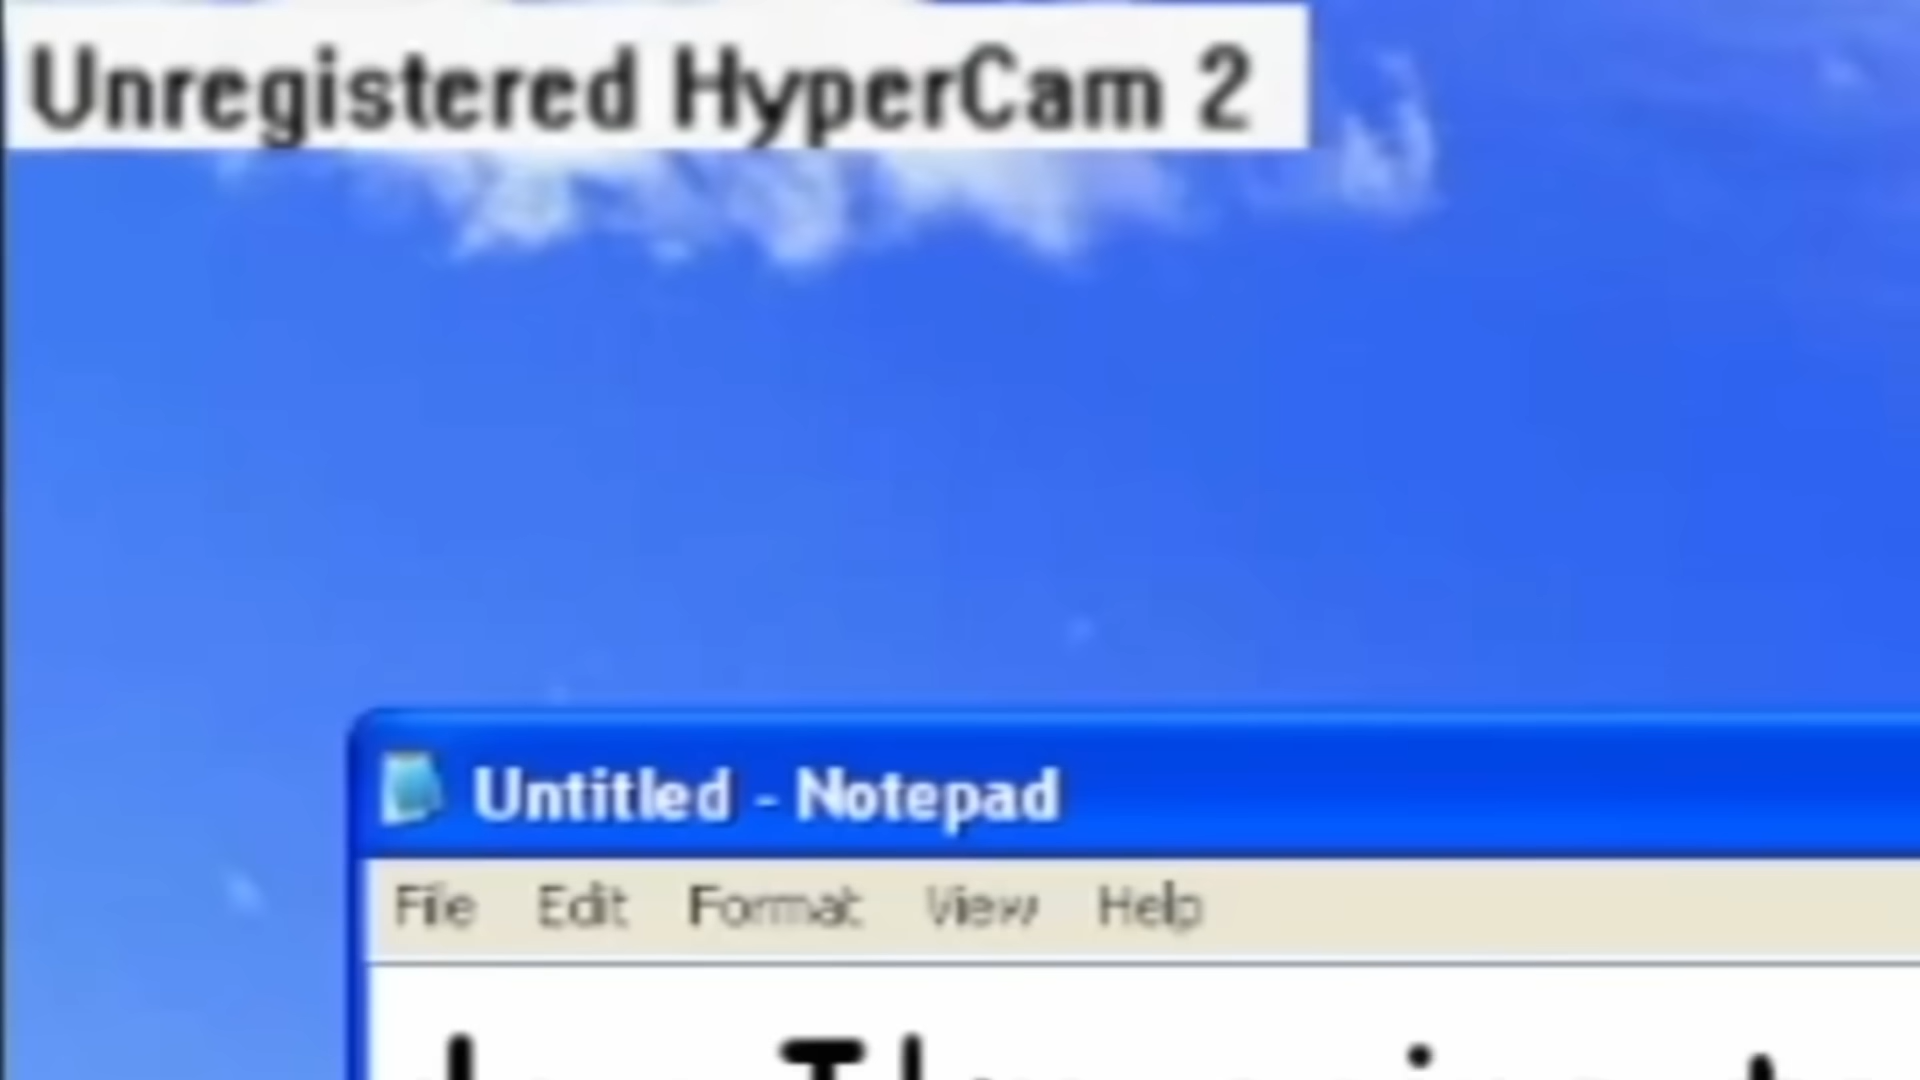 Unregistered HyperCam 2
Untitled - Notepad
File Edit Format View Help